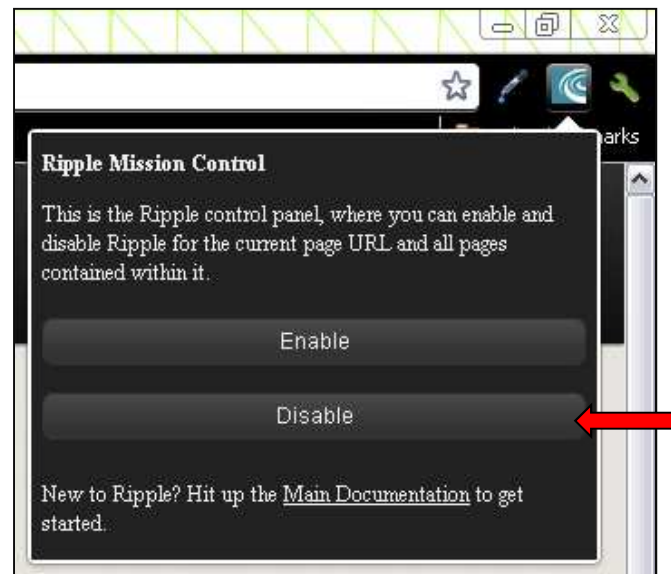 arks
Ripple Mission Control
This is the Ripple control panel, where you can enable and
disable Ripple for the current page URL and all pages
contained within it.
Enable
Disable
New to Ripple? Hit up the Main Documentation to get
started.